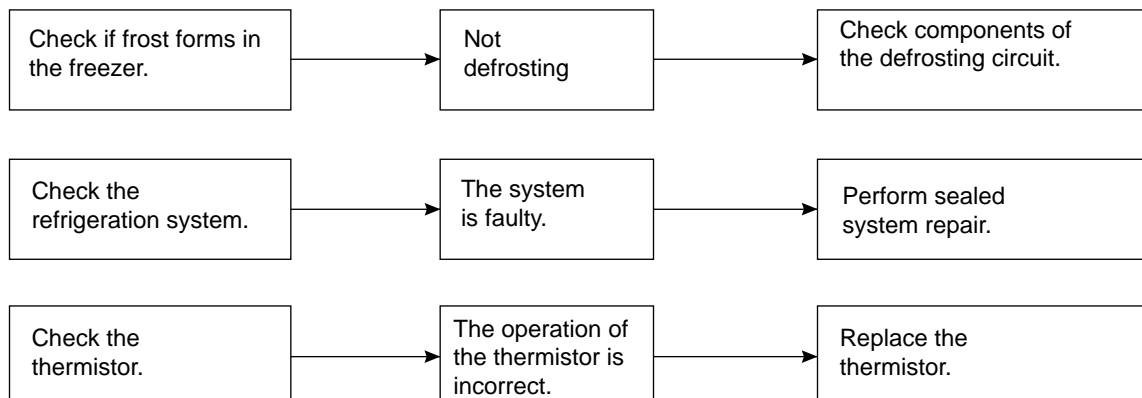 Check if frost forms in
the freezer.
Not
defrosting
Check components of
the defrosting circuit.
Check the
refrigeration system.
The system
is faulty.
Perform sealed
system repair.
Check the
thermistor.
The operation of
the thermistor is
incorrect.
Replace the
thermistor.